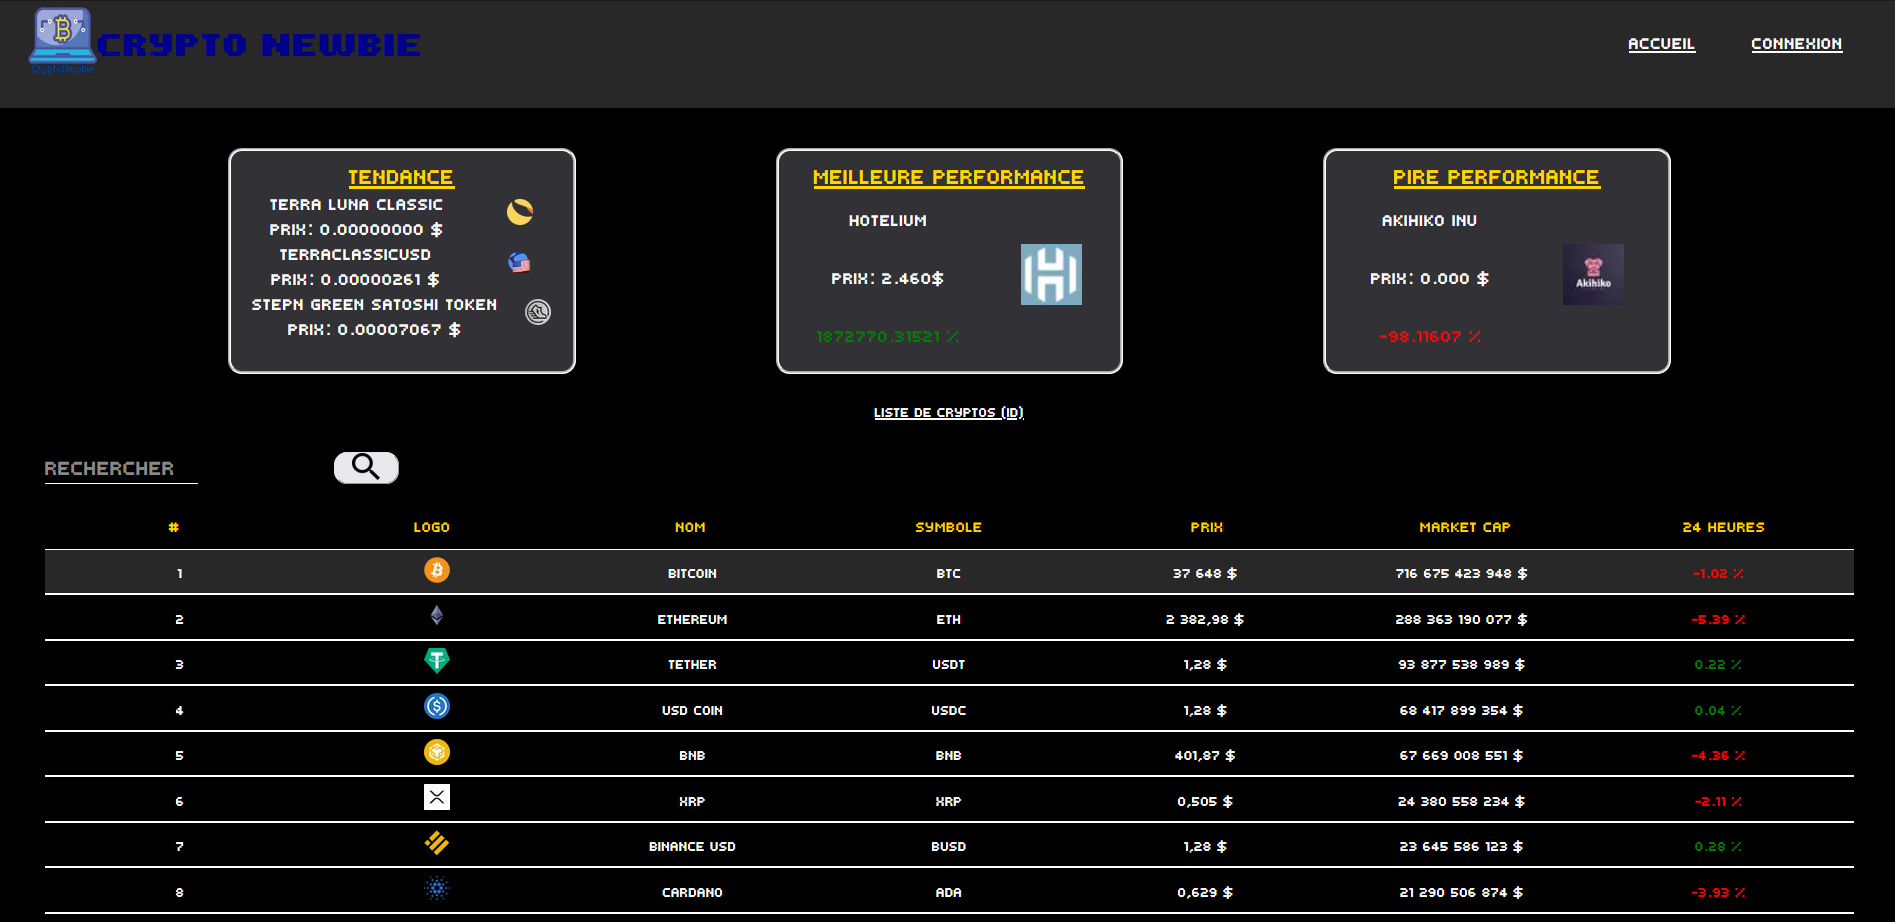 CRYPTO NEWBIE
CryptoNewbie
ACCUEIL
CONNEXION
TENDANCE
TERRA LUNA CLASSIC
PRIX: 0.00000000 $
TERRACLASSICUSD
PRIX: 0.00000261 $
STEPN GREEN SATOSHI TOKEN
PRIX: 0.00007067 $
MEILLEURE PERFORMANCE
HOTELIUM
PRIX: 2.460$
1872770.31521 %
PIRE PERFORMANCE
AKIHIKO INU
PRIX: 0.000 $
Akihiko
-98.11607 %
LISTE DE CRYPTOS (ID)
RECHERCHER
# LOGO NOM SYMBOLE PRIX MARKET CAP 24 HEURES
1 BITCOIN BTC 37 648 $ 716 675 423 948 $ -1.02 %
2 ETHEREUM ETH 2 382,98 $ 288 363 190 077 $ -5.39 %
3 TETHER USDT 1,28 $ 93 877 538 989 $ 0.22 %
4 USD COIN USDC 1,28 $ 68 417 899 354 $ 0.04 %
5 BNB BNB 401,87 $ 67 669 008 551 $ -4.36 %
6 XRP XRP 0,505 $ 24 380 558 234 $ -2.11 %
7 BINANCE USD BUSD 1,28 $ 23 645 586 123 $ 0.28 %
8 CARDANO ADA 0,629 $ 21 290 506 874 $ -3.93 %